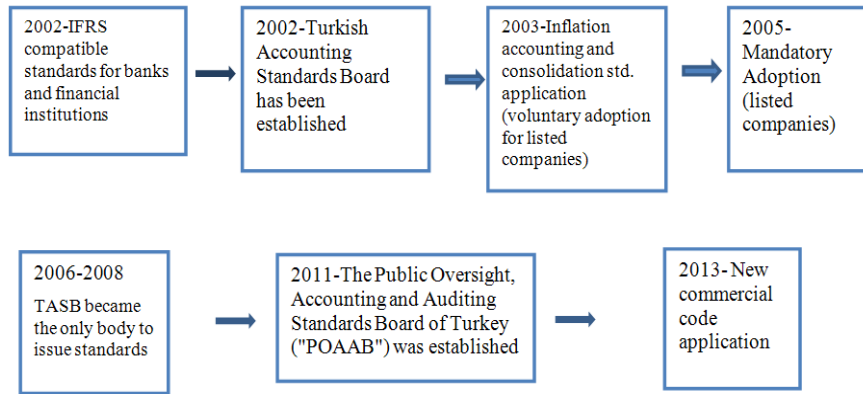 2002-IFRS
compatible
standards for banks
and financial
institutions
2002-Turkish
Accounting
Standards Board
has been
established
2003-Inflation
accounting and
consolidation std.
application
(voluntary adoption
for listed
companies)
2005-
Mandatory
Adoption
(listed
companies)
2006-2008
TASB became
the only body to
issue standards
2011-The Public Oversight,
Accounting and Auditing
Standards Board of Turkey
("POAAB") was established
2013- New
commercial
code
application